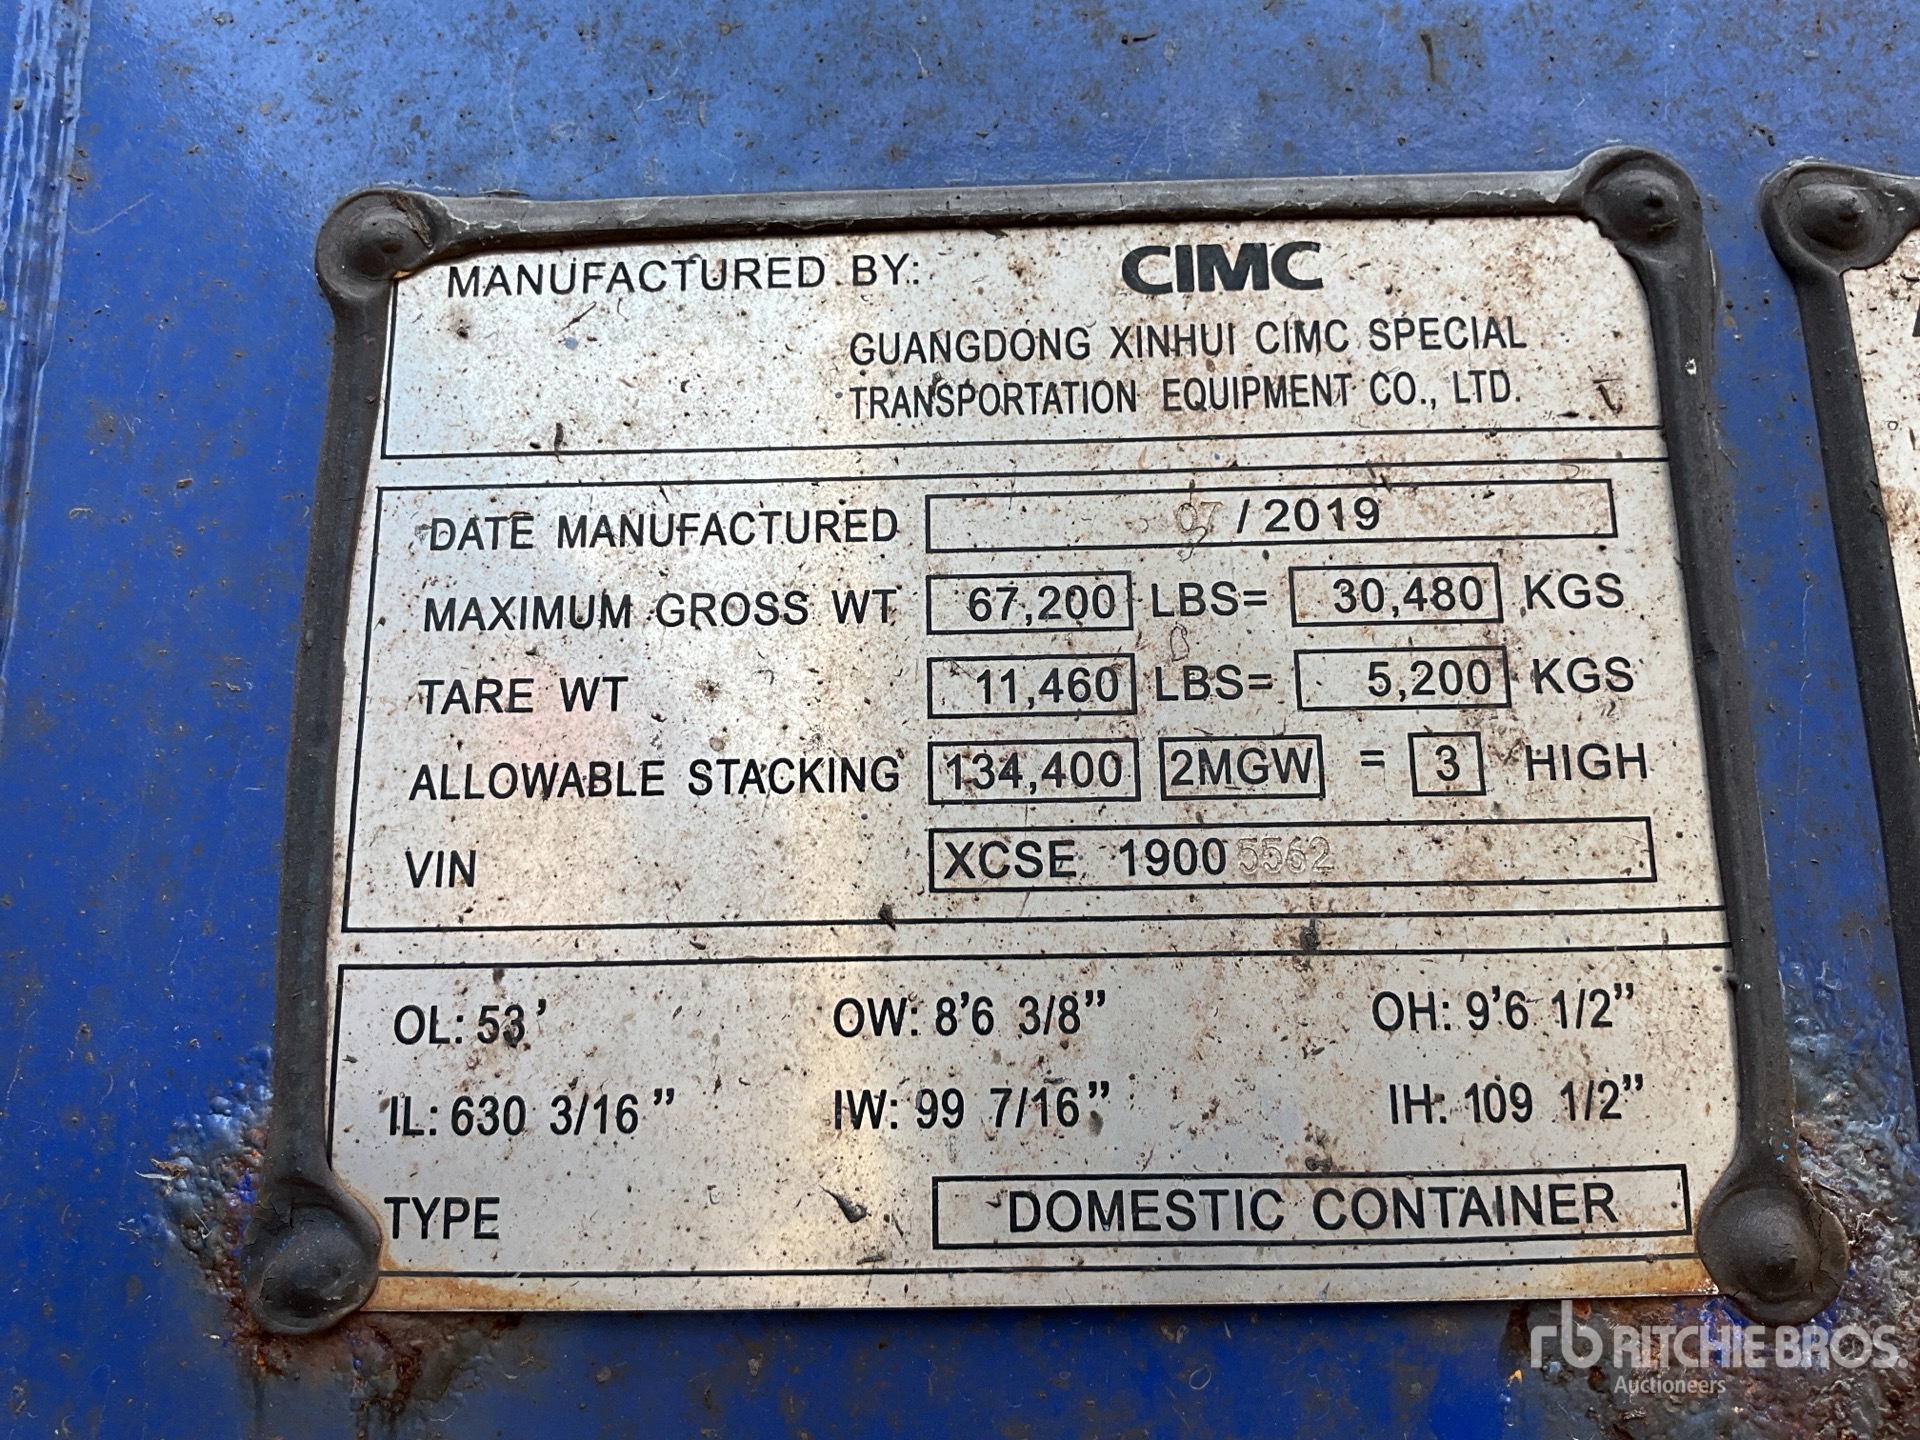 MANUFACTURED BY: CIMC
GUANGDONG XINHUI CIMC SPECIAL
TRANSPORTATION EQUIPMENT CO., LTD.
DATE MANUFACTURED 07 / 2019
MAXIMUM GROSS WT 67,200 LBS= 30,480 KGS
TARE WT 11,460 LBS= 5,200 KGS
ALLOWABLE STACKING 134,400 2MGW = 3 HIGH
VIN XCSE 19005562
OL: 53' OW: 8'6 3/8" OH: 9'6 1/2"
IL: 630 3/16" IW: 99 7/16" IH: 109 1/2"
TYPE DOMESTIC CONTAINER
rb RITCHIE BROS.
Auctioneers